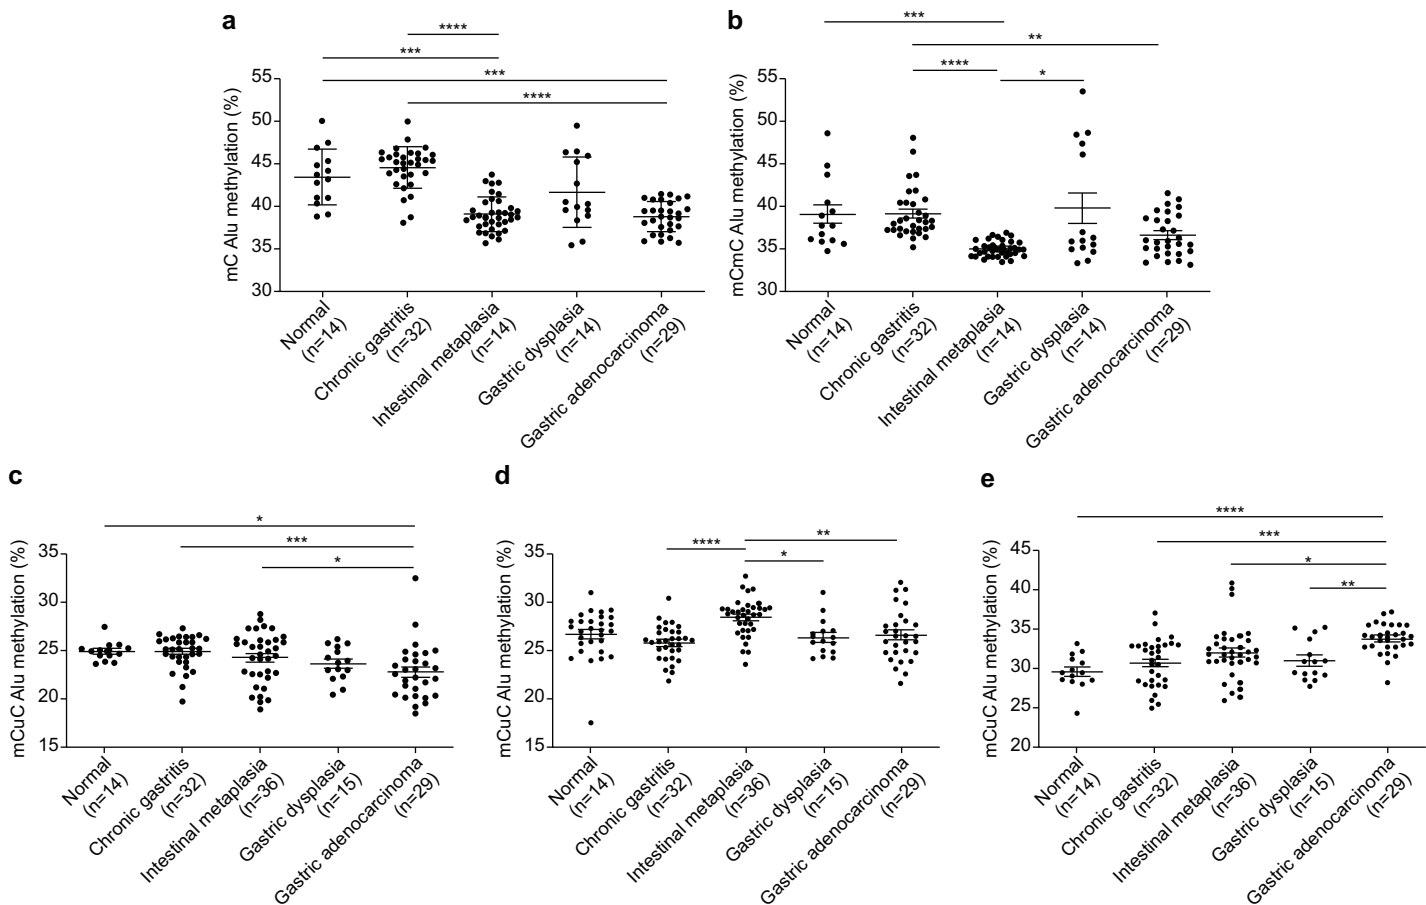 a
****
***
***
****
mC Alu methylation (%)
55
50
45
40
35
30
Normal
(n=14)
Chronic gastritis
(n=32)
Intestinal metaplasia
(n=14)
Gastric dysplasia
(n=14)
Gastric adenocarcinoma
(n=29)
b
***
**
****
*
mCmC Alu methylation (%)
55
50
45
40
35
30
Normal
(n=14)
Chronic gastritis
(n=32)
Intestinal metaplasia
(n=14)
Gastric dysplasia
(n=14)
Gastric adenocarcinoma
(n=29)
c
*
***
*
mCuC Alu methylation (%)
35
30
25
20
15
Normal
(n=14)
Chronic gastritis
(n=32)
Intestinal metaplasia
(n=36)
Gastric dysplasia
(n=15)
Gastric adenocarcinoma
(n=29)
d
**
****
*
mCuC Alu methylation (%)
35
30
25
20
15
Normal
(n=14)
Chronic gastritis
(n=32)
Intestinal metaplasia
(n=36)
Gastric dysplasia
(n=15)
Gastric adenocarcinoma
(n=29)
e
****
***
*
**
mCuC Alu methylation (%)
45
40
35
30
25
20
Normal
(n=14)
Chronic gastritis
(n=32)
Intestinal metaplasia
(n=36)
Gastric dysplasia
(n=15)
Gastric adenocarcinoma
(n=29)